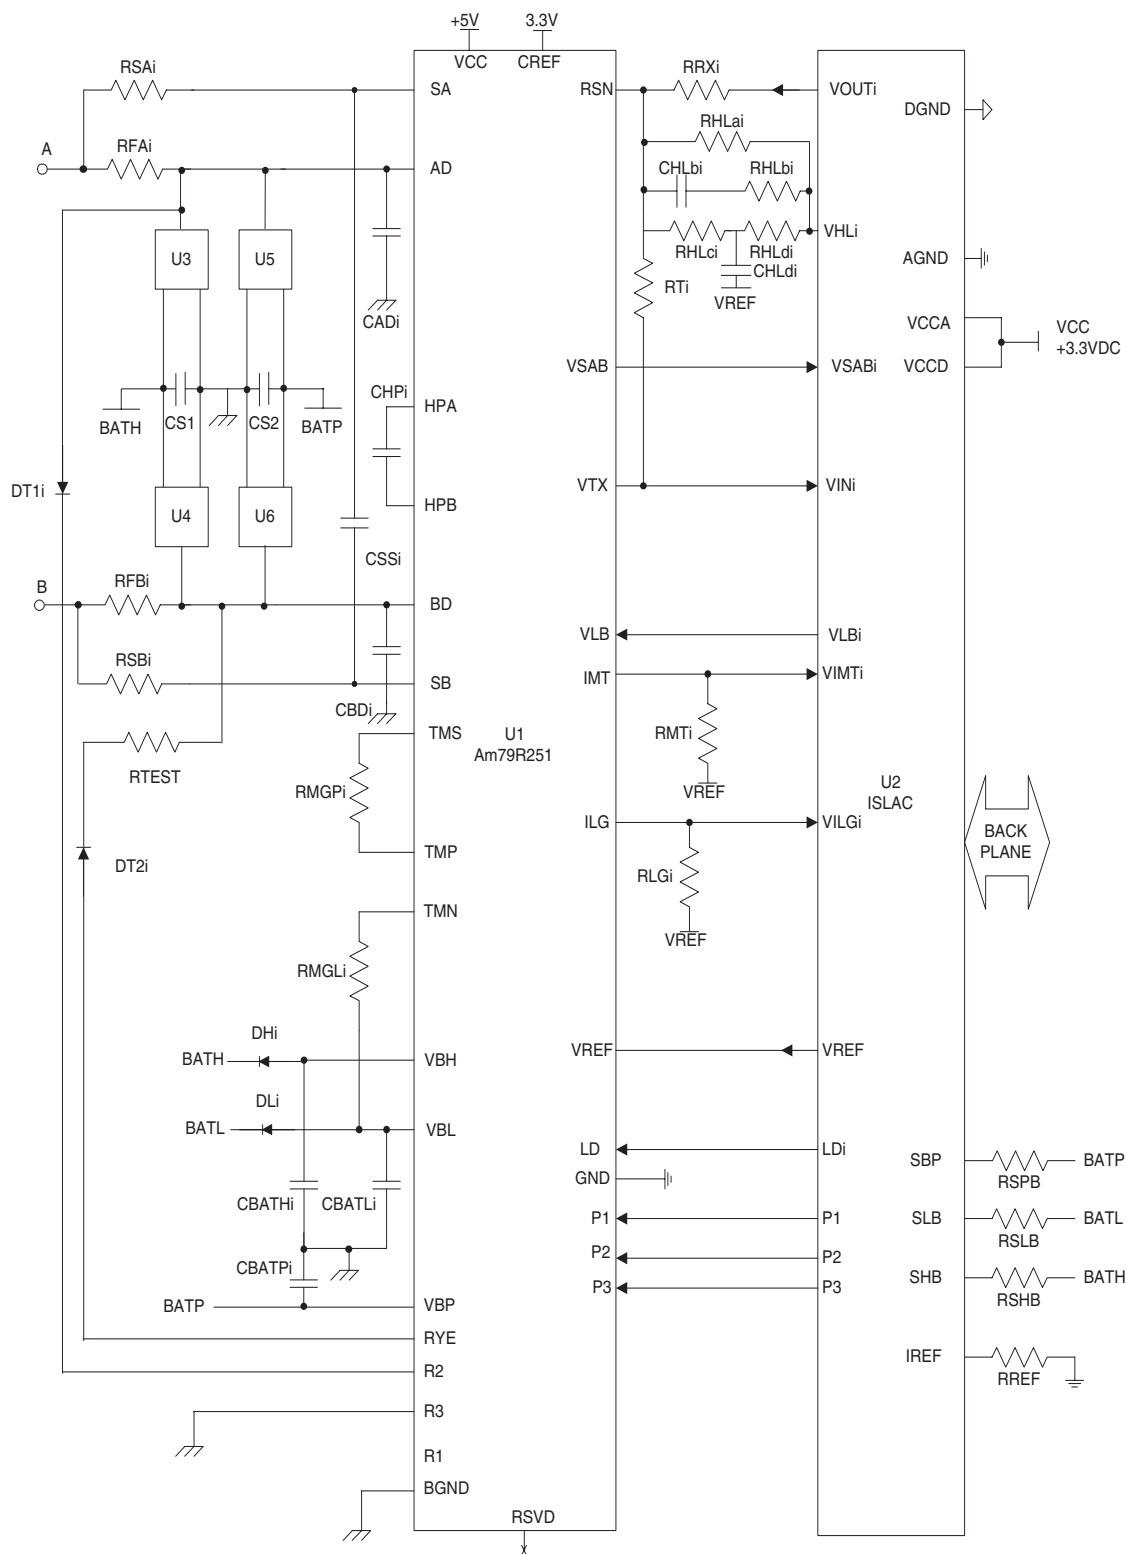 +5V
3.3V
VCC
CREF
RSAi
SA
RSN
RRXi
VOUTi
DGND
A
RFAi
AD
RHLai
CHLbi
RHLbi
VHLi
U3
U5
RHLci
RHLdi
CHLdi
AGND
RTi
VREF
CADi
VCCA
VCC
+3.3VDC
VCCD
VSAB
VSABi
CHPi
HPA
BATH
CS1
CS2
BATP
DT1i
VTX
VINi
HPB
U4
U6
CSSi
B
RFBi
BD
VLB
VLBi
RSBi
SB
IMT
VIMTi
CBDi
TMS
U1
Am79R251
RMTi
RTEST
RMGPi
VREF
U2
ISLAC
ILG
VILGi
BACK
PLANE
DT2i
TMP
RLGi
TMN
VREF
RMGLi
DHi
BATH
VBH
VREF
VREF
DLi
BATL
VBL
LD
LDi
SBP
BATP
RSPB
GND
CBATHi
CBATLi
P1
P1
SLB
BATL
RSLB
P2
P2
CBATPi
SHB
BATH
RSHB
P3
P3
BATP
VBP
RYE
IREF
RREF
R2
R3
R1
BGND
RSVD